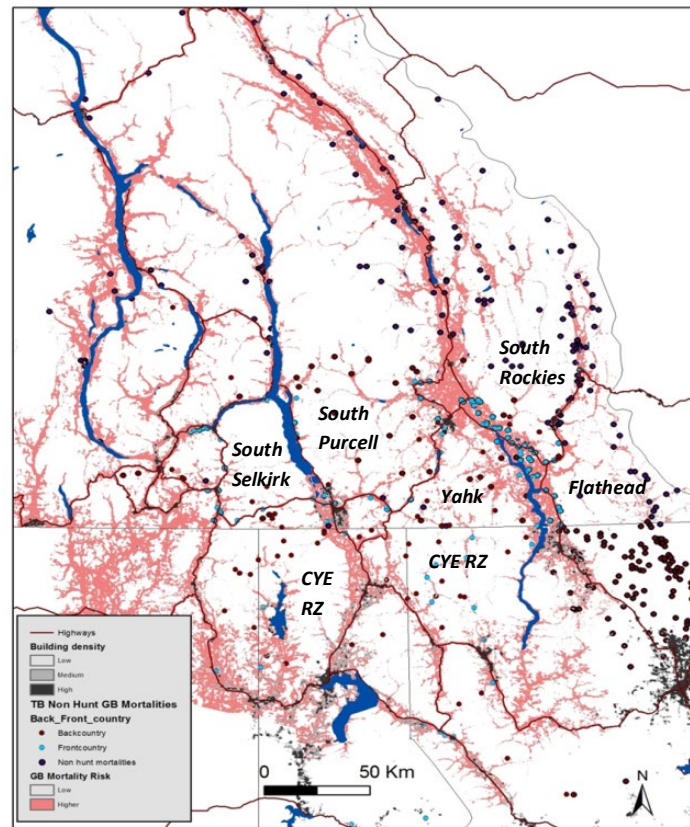 South
Rockies
South
Purcell
South
Selkirk
Yahk
Flathead
CYE
RZ
CYE RZ
Highways
Building density
Low
Medium
High
TB Non Hunt GB Mortalities
Back_Front_country
Backcountry
Frontcountry
Non hunt mortalities
GB Mortality Risk
Low
Higher
0 50 Km
N